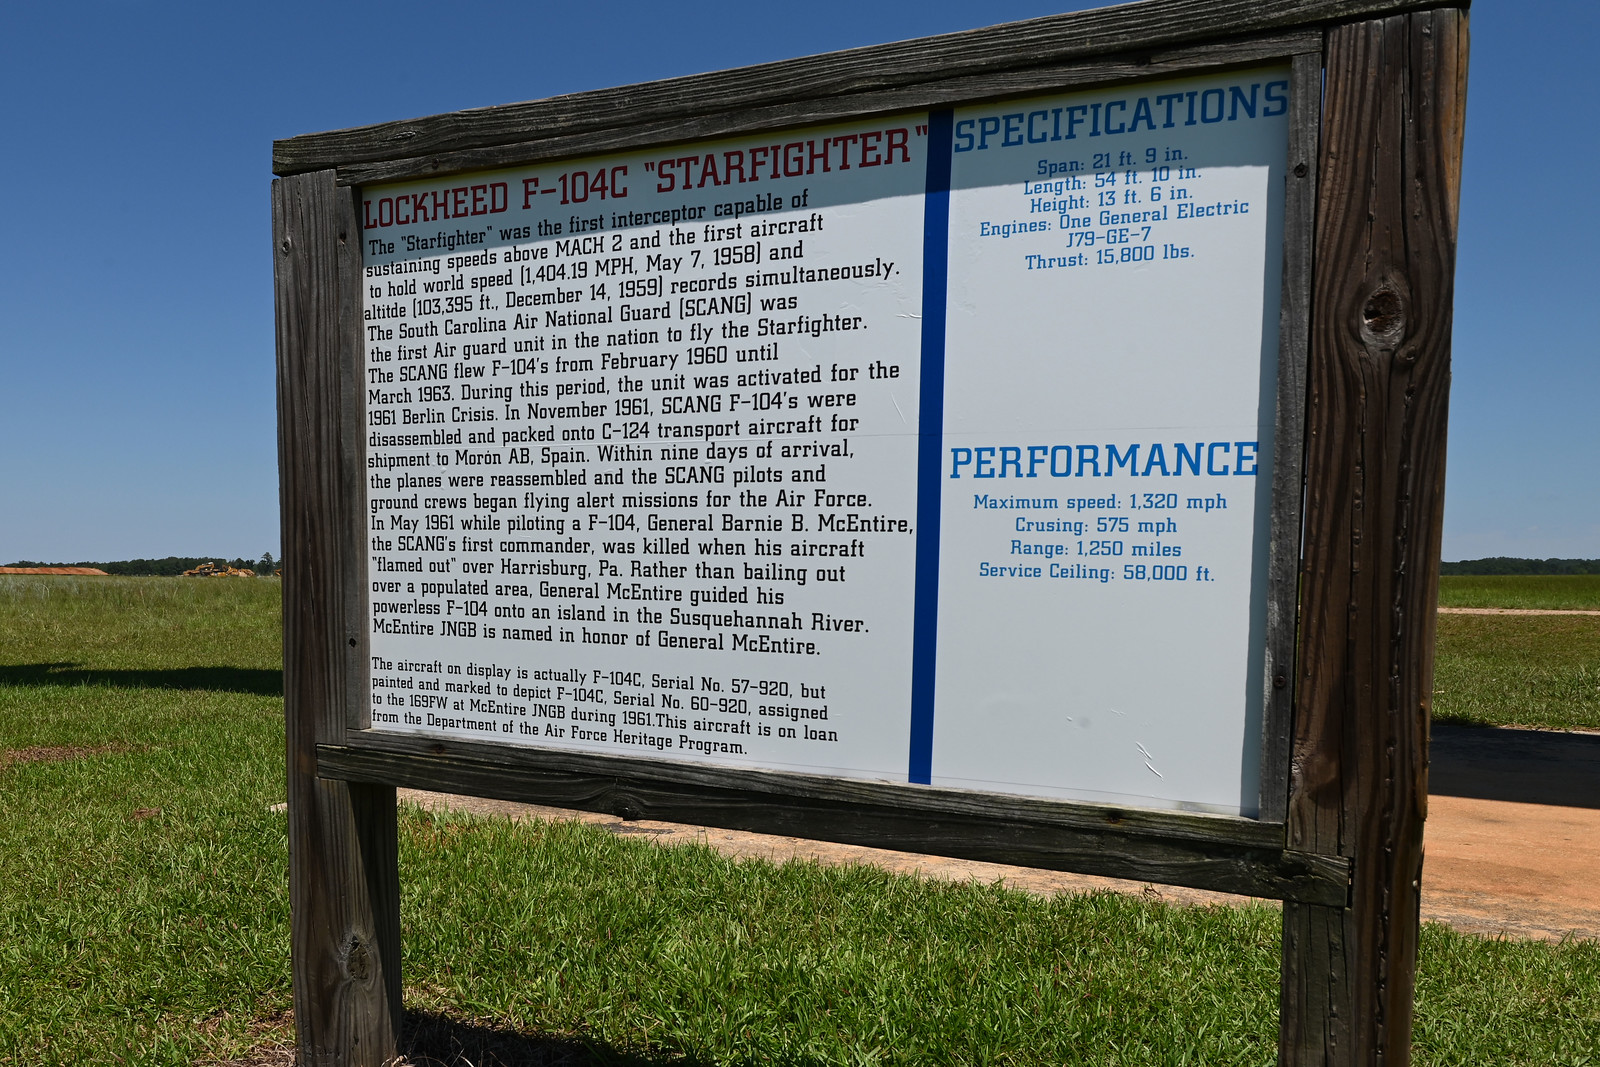 LOCKHEED F-104C "STARFIGHTER"
The "Starfighter" was the first interceptor capable of
sustaining speeds above MACH 2 and the first aircraft
to hold world speed (1,404.19 MPH, May 7, 1958) and
altitde (103,395 ft., December 14, 1959) records simultaneously.
The South Carolina Air National Guard (SCANG) was
the first Air guard unit in the nation to fly the Starfighter.
The SCANG flew F-104's from February 1960 until
March 1963. During this period, the unit was activated for the
1961 Berlin Crisis. In November 1961, SCANG F-104's were
disassembled and packed onto C-124 transport aircraft for
shipment to Morón AB, Spain. Within nine days of arrival,
the planes were reassembled and the SCANG pilots and
ground crews began flying alert missions for the Air Force.
In May 1961 while piloting a F-104, General Barnie B. McEntire,
the SCANG's first commander, was killed when his aircraft
"flamed out" over Harrisburg, Pa. Rather than bailing out
over a populated area, General McEntire guided his
powerless F-104 onto an island in the Susquehannah River.
McEntire JNGB is named in honor of General McEntire.
The aircraft on display is actually F-104C, Serial No. 57-920, but
painted and marked to depict F-104C, Serial No. 60-920, assigned
to the 169FW at McEntire JNGB during 1961.This aircraft is on loan
from the Department of the Air Force Heritage Program.
SPECIFICATIONS
Span: 21 ft. 9 in.
Length: 54 ft. 10 in.
Height: 13 ft. 6 in.
Engines: One General Electric
J79-GE-7
Thrust: 15,800 lbs.
PERFORMANCE
Maximum speed: 1,320 mph
Crusing: 575 mph
Range: 1,250 miles
Service Ceiling: 58,000 ft.